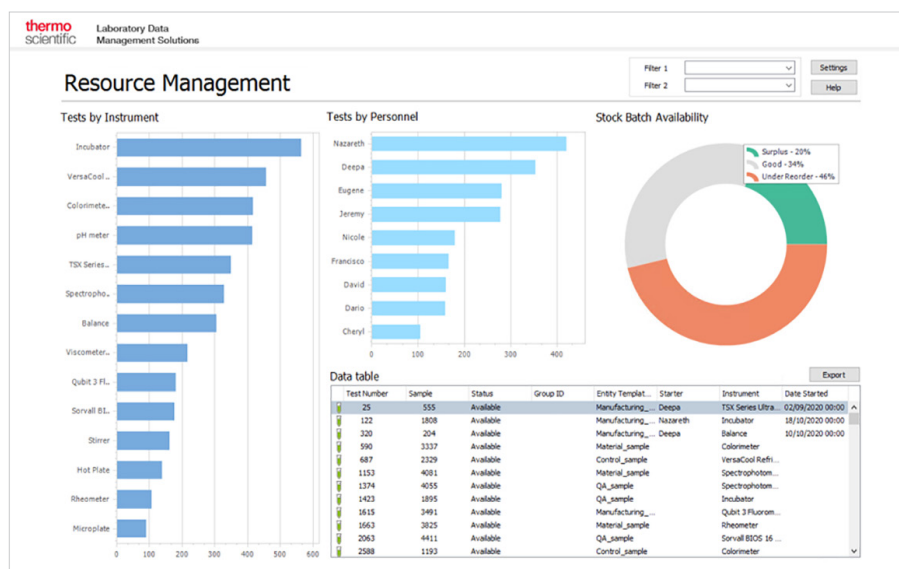 thermo
scientific
Laboratory Data
Management Solutions
Resource Management
Filter 1
Filter 2
Settings
Help
Tests by Instrument
Incubator
VersaCool ...
Colorimete...
pH meter
TSX Series...
Spectropho...
Balance
Viscometer...
Qubit 3 Fl...
Sorvall BI...
Stirrer
Hot Plate
Rheometer
Microplate
0 100 200 300 400 500 600
Tests by Personnel
Nazareth
Deepa
Eugene
Jeremy
Nicole
Francisco
David
Dario
Cheryl
0 100 200 300 400
Stock Batch Availability
Surplus - 20%
Good - 34%
Under Reorder - 46%
Data table
Export
Test Number Sample Status Group ID Entity Templat... Starter Instrument Date Started
25 555 Available Manufacturing_... Deepa TSX Series Ultra... 02/09/2020 00:00
122 1808 Available Manufacturing_... Nazareth Incubator 18/10/2020 00:00
320 204 Available Manufacturing_... Deepa Balance 10/10/2020 00:00
590 3337 Available Material_sample Colorimeter
687 2329 Available Control_sample VersaCool Refri...
1153 4081 Available Material_sample Spectrophotom...
1374 4055 Available QA_sample Spectrophotom...
1423 1895 Available QA_sample Incubator
1615 3491 Available Manufacturing_... Qubit 3 Fluorom...
1663 3825 Available Material_sample Rheometer
2063 4411 Available QA_sample Sorvall BIOS 16 ...
2588 1193 Available Control_sample Colorimeter